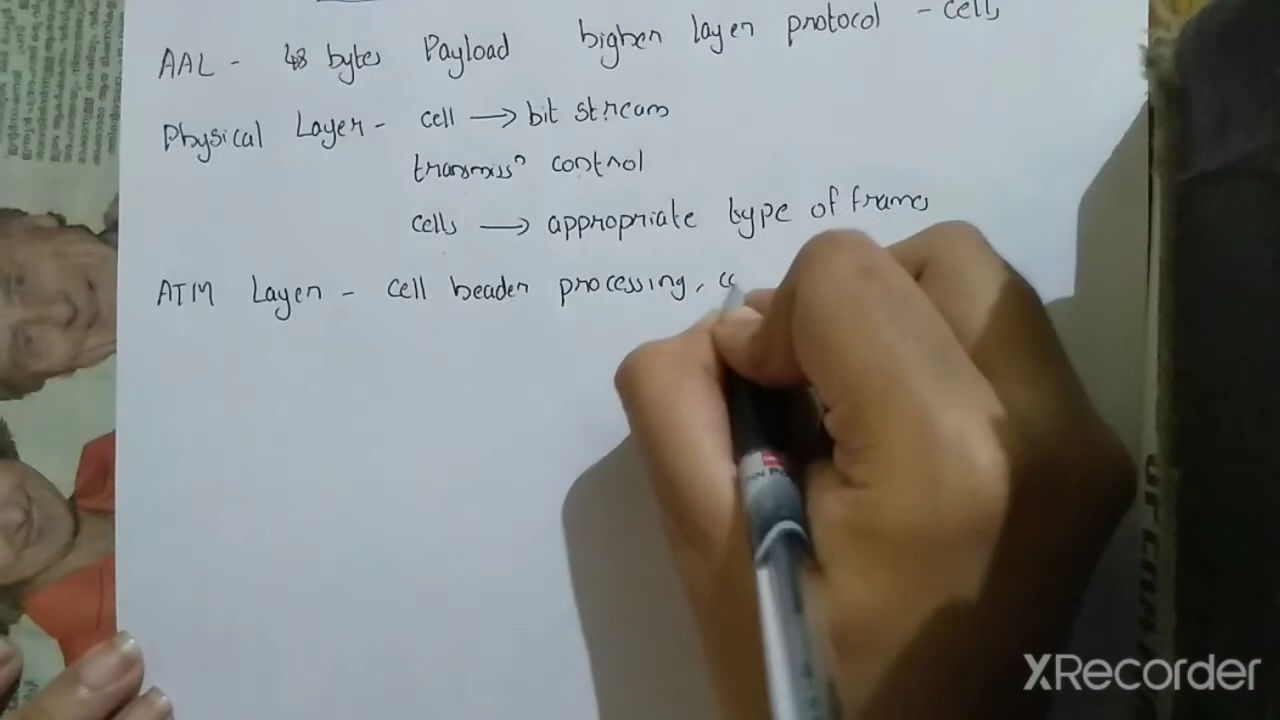 AAL - 48 bytes Payload higher layer protocol - cells
Physical Layer - cell → bit stream
transmissⁿ control
cells → appropriate type of frames
ATM Layer - cell header processing,
XRecorder